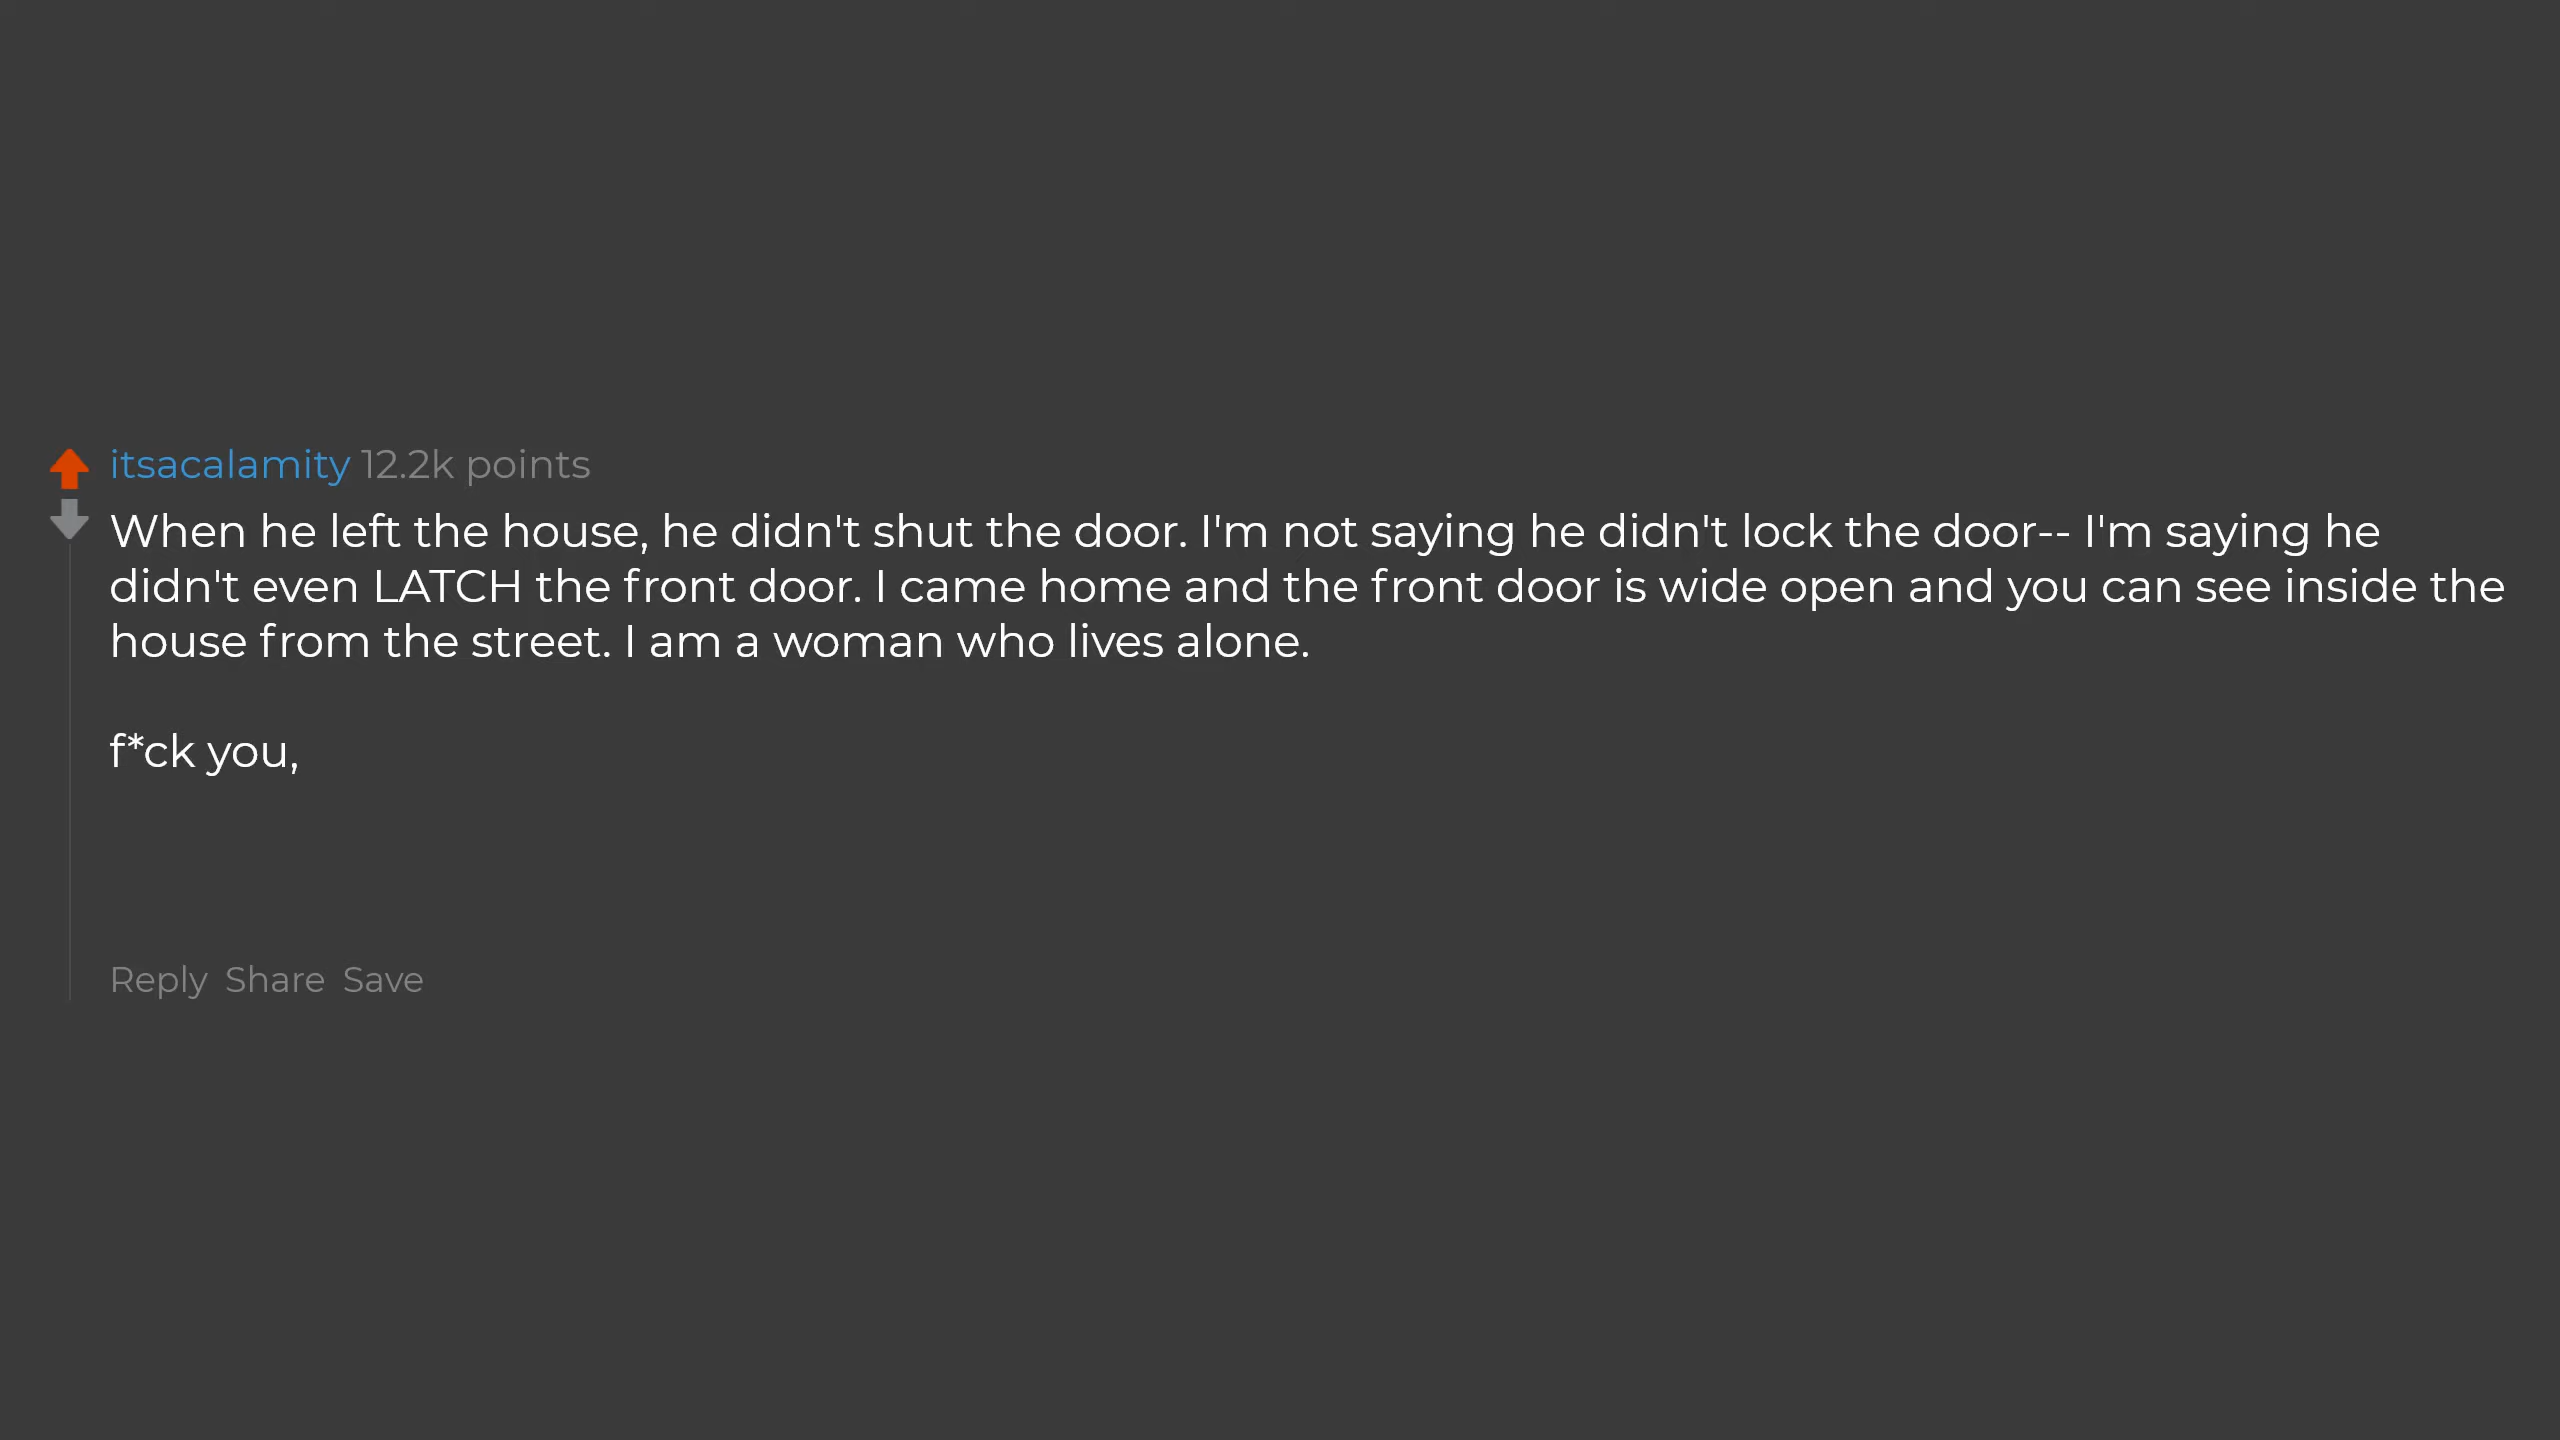 itsacalamity 12.2k points
When he left the house, he didn't shut the door. I'm not saying he didn't lock the door-- I'm saying he
didn't even LATCH the front door. I came home and the front door is wide open and you can see inside the
house from the street. I am a woman who lives alone.
f*ck you,
Reply Share Save